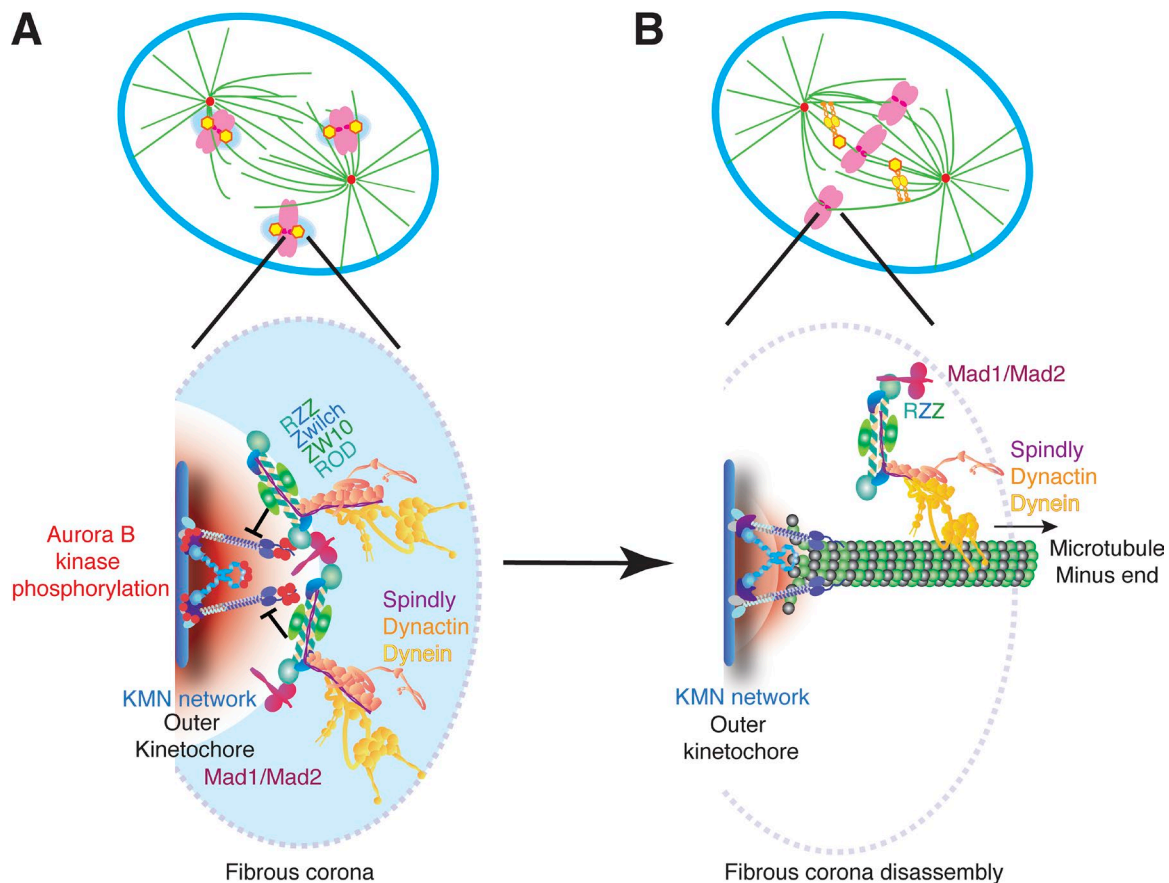 A
B
RZZ
Zwilch
ZW10
ROD
Aurora B
kinase
phosphorylation
Spindly
Dynactin
Dynein
KMN network
Outer
Kinetochore
Mad1/Mad2
Fibrous corona
Mad1/Mad2
RZZ
Spindly
Dynactin
Dynein
Microtubule
Minus end
KMN network
Outer
kinetochore
Fibrous corona disassembly